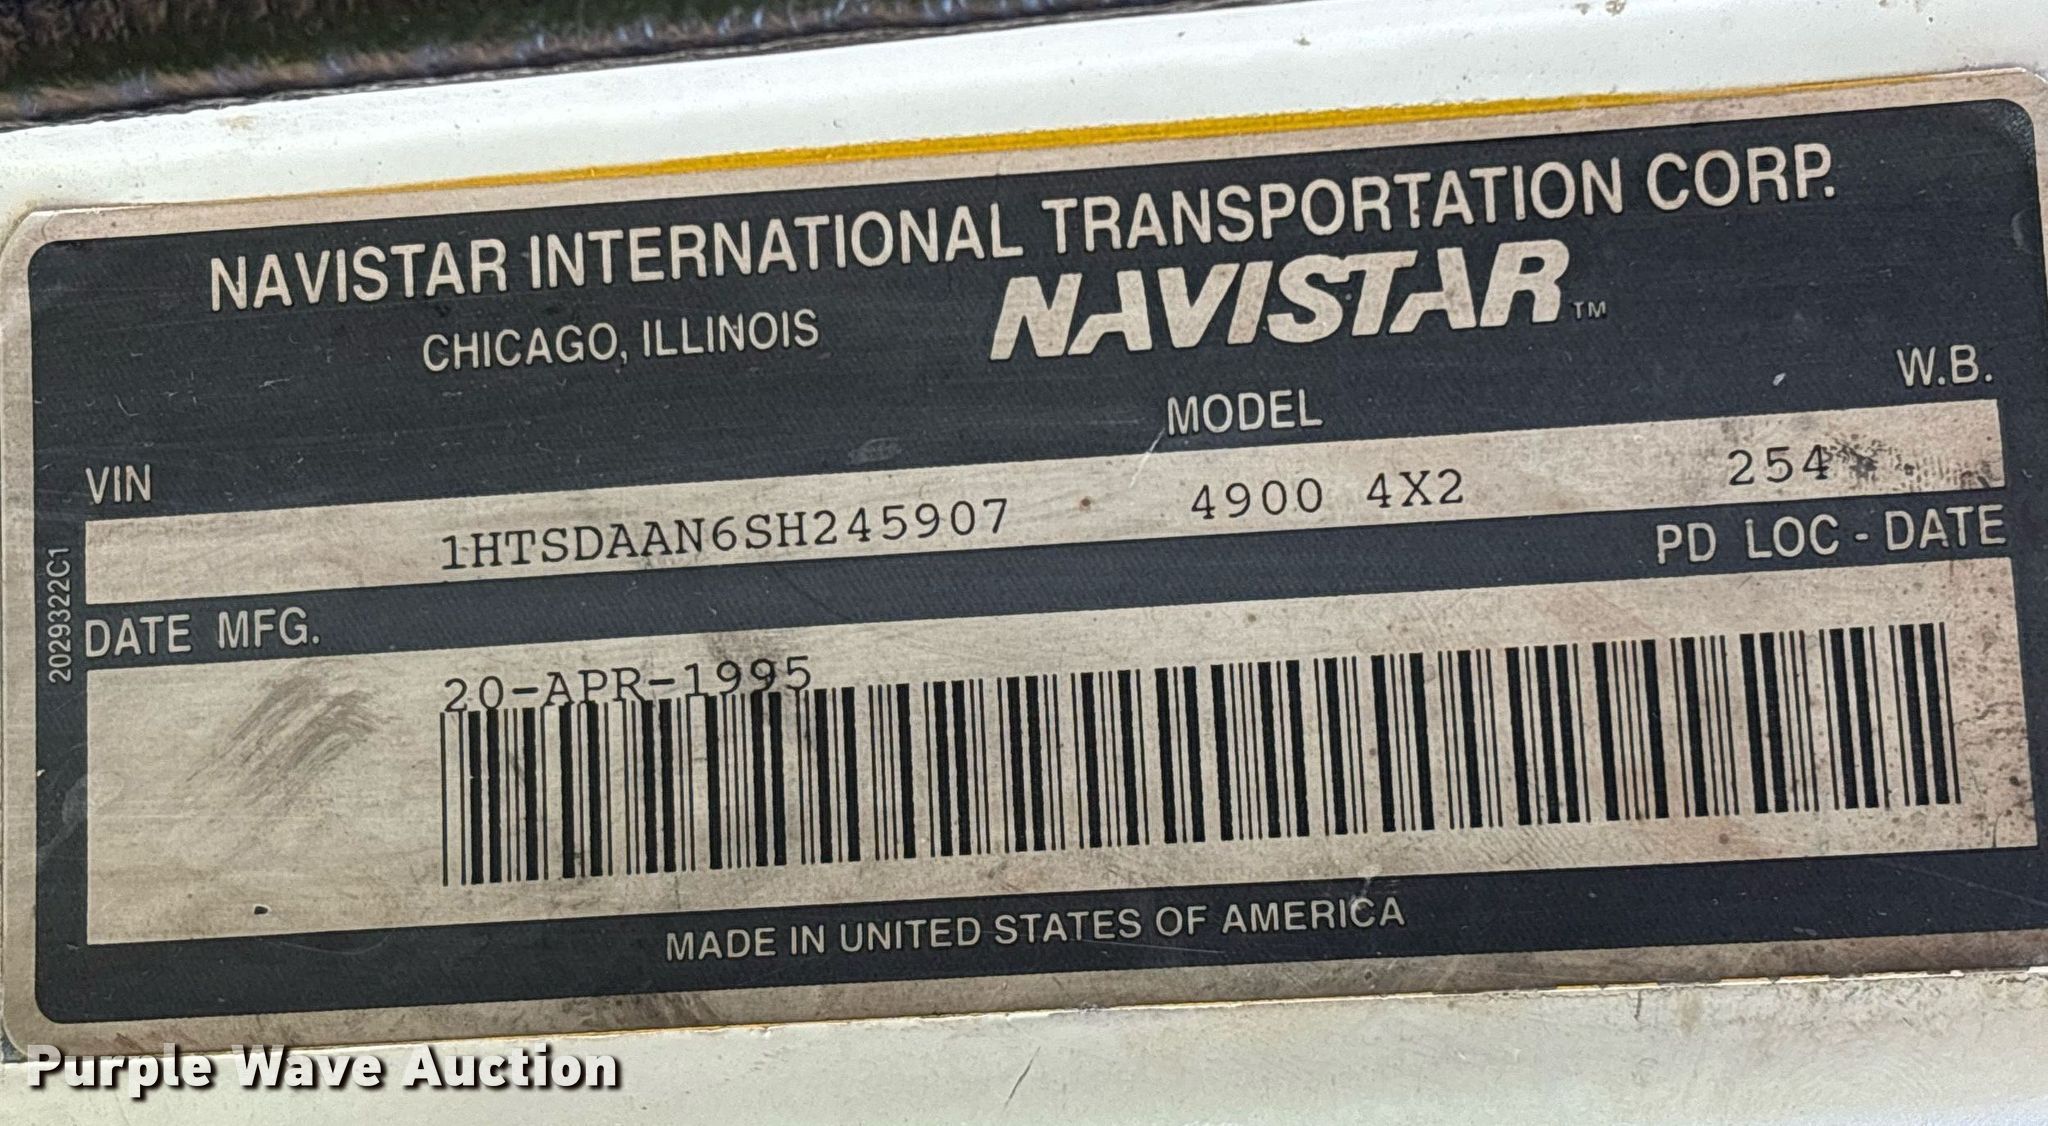 NAVISTAR INTERNATIONAL TRANSPORTATION CORP.
CHICAGO, ILLINOIS
NAVISTAR™
VIN MODEL W.B.
1HTSDAAN6SH245907 4900 4X2 254
DATE MFG. PD LOC - DATE
20-APR-1995
2029322C1
MADE IN UNITED STATES OF AMERICA
Purple Wave Auction